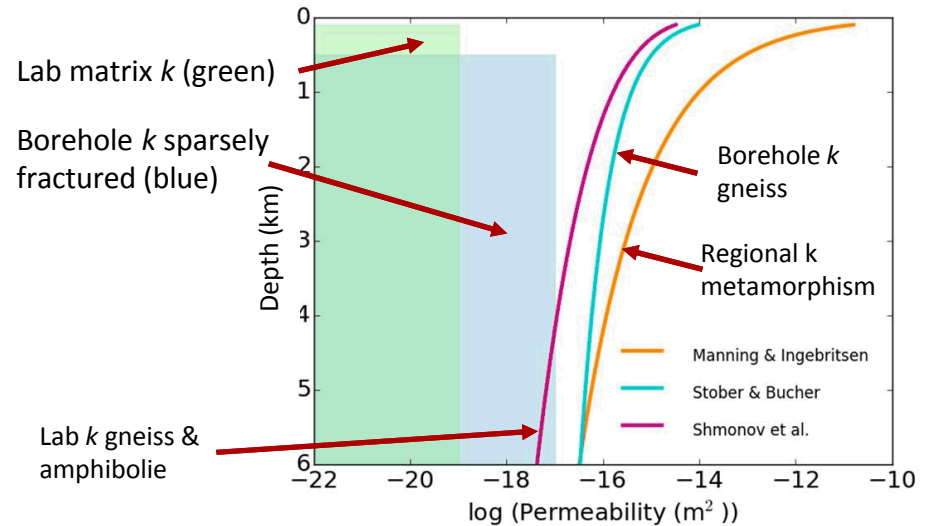 Lab matrix k (green)
Borehole k sparsely
fractured (blue)
Lab k gneiss &
amphibolie
Depth (km)
0
1
2
3
4
5
6
Borehole k
gneiss
Regional k
metamorphism
Manning & Ingebritsen
Stober & Bucher
Shmonov et al.
−22 −20 −18 −16 −14 −12 −10
log (Permeability (m² ))